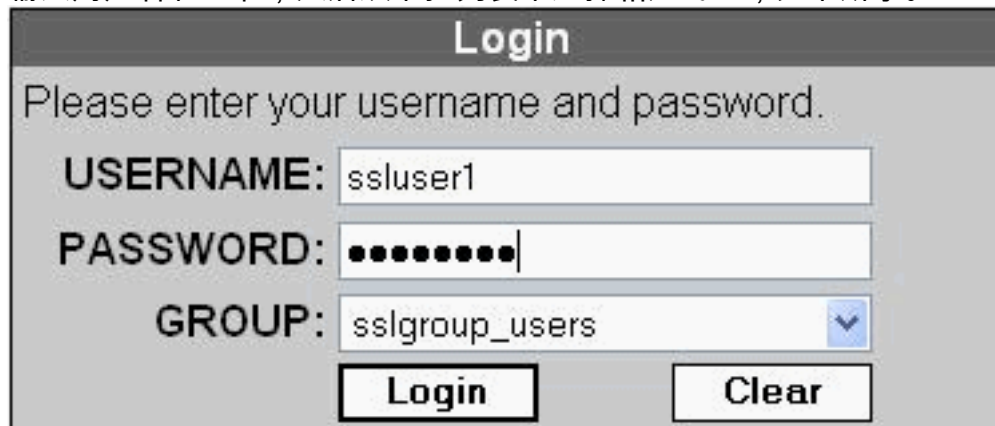 Login
Please enter your username and password.
USERNAME: ssluser1
PASSWORD: ●●●●●●●●
GROUP: sslgroup_users
Login Clear